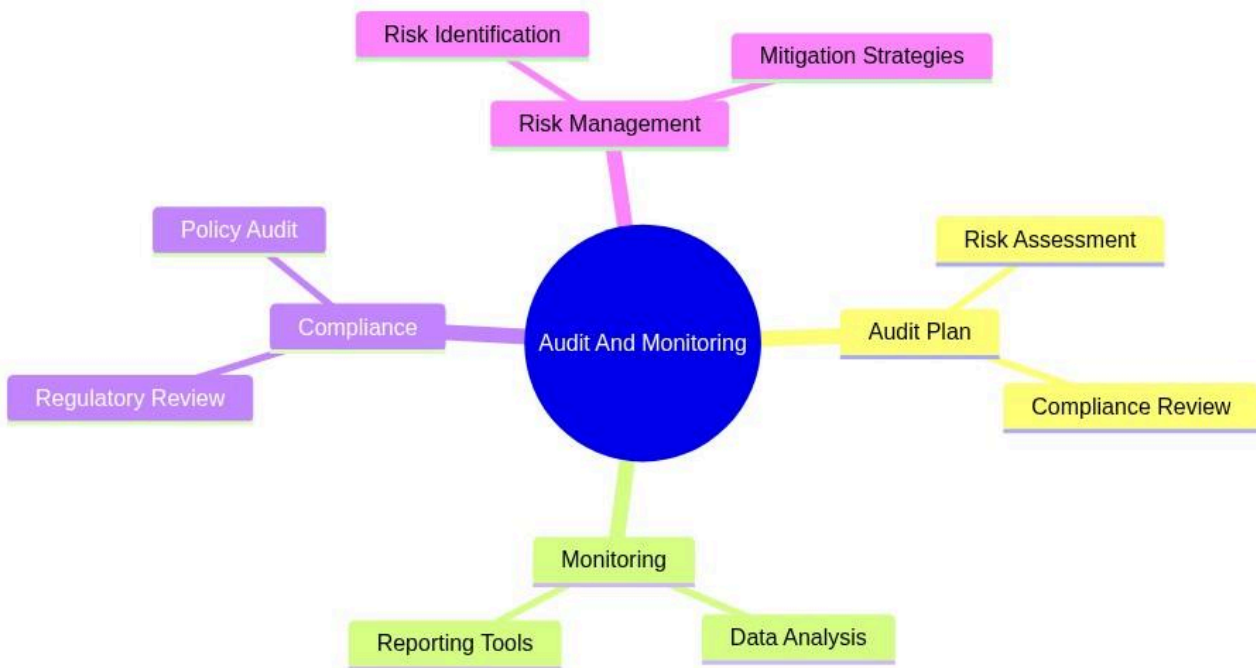 Risk Identification
Mitigation Strategies
Risk Management
Policy Audit
Risk Assessment
Compliance
Audit And Monitoring
Audit Plan
Regulatory Review
Compliance Review
Monitoring
Reporting Tools
Data Analysis